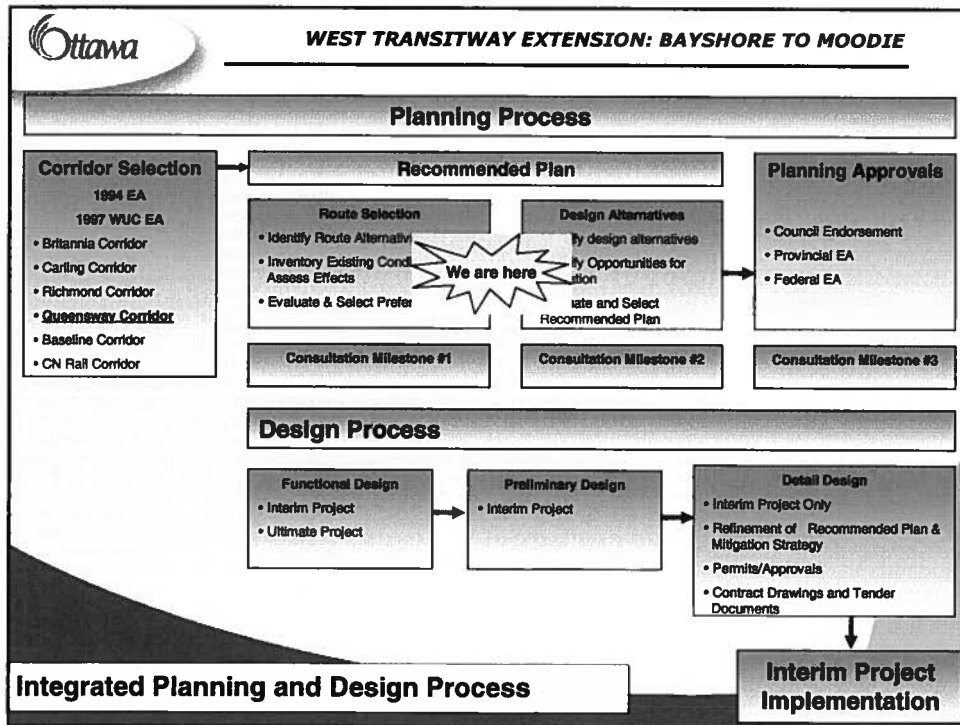 Ottawa
WEST TRANSITWAY EXTENSION: BAYSHORE TO MOODIE
Planning Process
Corridor Selection
1994 EA
1997 WUC EA
• Britannia Corridor
• Carling Corridor
• Richmond Corridor
• Queensway Corridor
• Baseline Corridor
• CN Rail Corridor
Recommended Plan
Route Selection
• Identify Route
• Inventory Existing
Assess Effects
• Evaluate & Select
We are here
Design Alternatives
design alternatives
Opportunities for
and Select
Recommended Plan
Planning Approvals
• Council Endorsement
• Provincial EA
• Federal EA
Consultation Milestone #1
Consultation Milestone #2
Consultation Milestone #3
Design Process
Functional Design
• Interim Project
• Ultimate Project
Preliminary Design
• Interim Project
Detail Design
• Interim Project Only
• Refinement of Recommended Plan &
Mitigation Strategy
• Permits/Approvals
• Contract Drawings and Tender
Documents
Integrated Planning and Design Process
Interim Project
Implementation